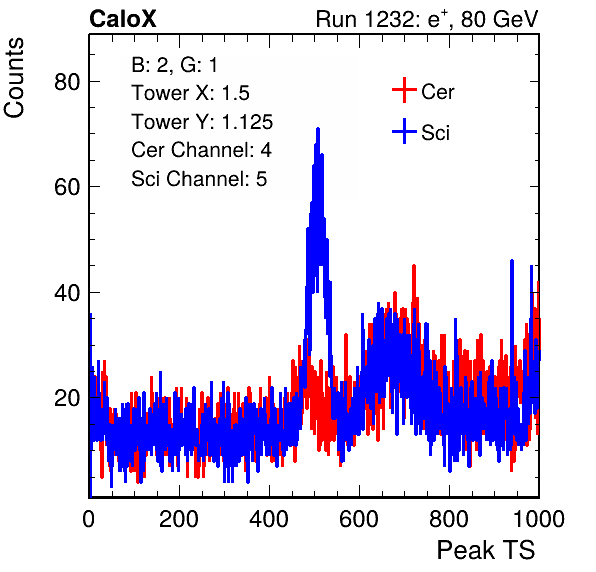 CaloX Run 1232: e⁺, 80 GeV
Counts
B: 2, G: 1
Tower X: 1.5
Tower Y: 1.125
Cer Channel: 4
Sci Channel: 5
Cer
Sci
80
60
40
20
0 200 400 600 800 1000
Peak TS